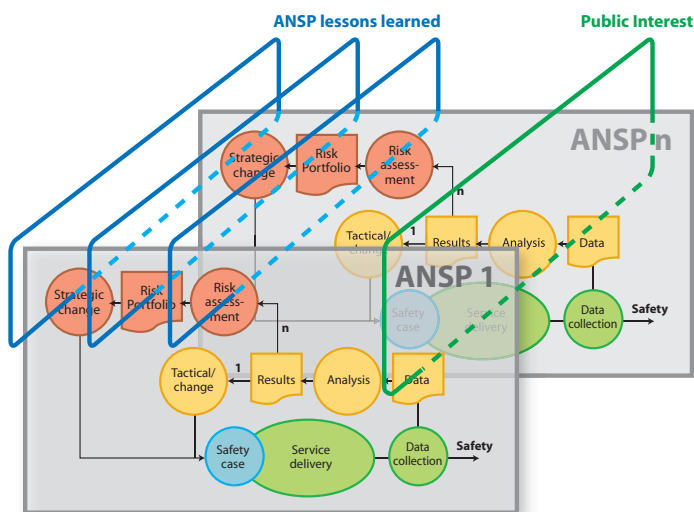 ANSP lessons learned
Public Interest
ANSP n
Strategic
change
Risk
Portfolio
Risk
assess-
ment
n
Tactical/
change
1
Results
Analysis
Data
Safety
case
Service
delivery
Data
collection
Safety
ANSP 1
Strategic
change
Risk
Portfolio
Risk
assess-
ment
n
Tactical/
change
1
Results
Analysis
Data
Safety
case
Service
delivery
Data
collection
Safety